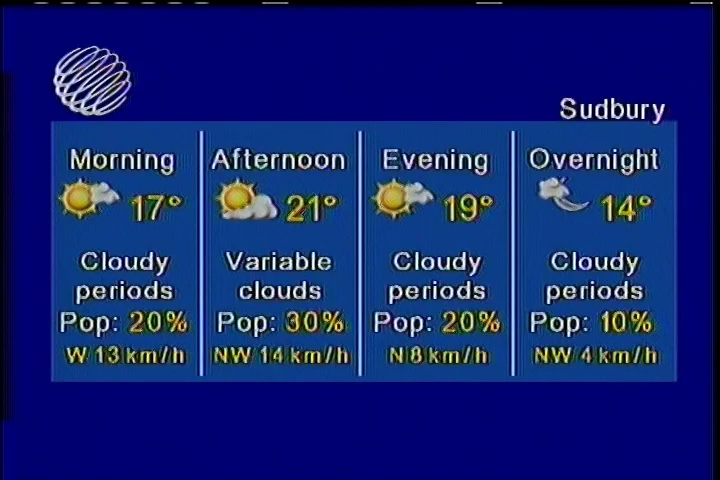 Sudbury
Morning
17°
Cloudy
periods
Pop: 20%
W 13 km/h
Afternoon
21°
Variable
clouds
Pop: 30%
NW 14 km/h
Evening
19°
Cloudy
periods
Pop: 20%
N 8 km/h
Overnight
14°
Cloudy
periods
Pop: 10%
NW 4 km/h